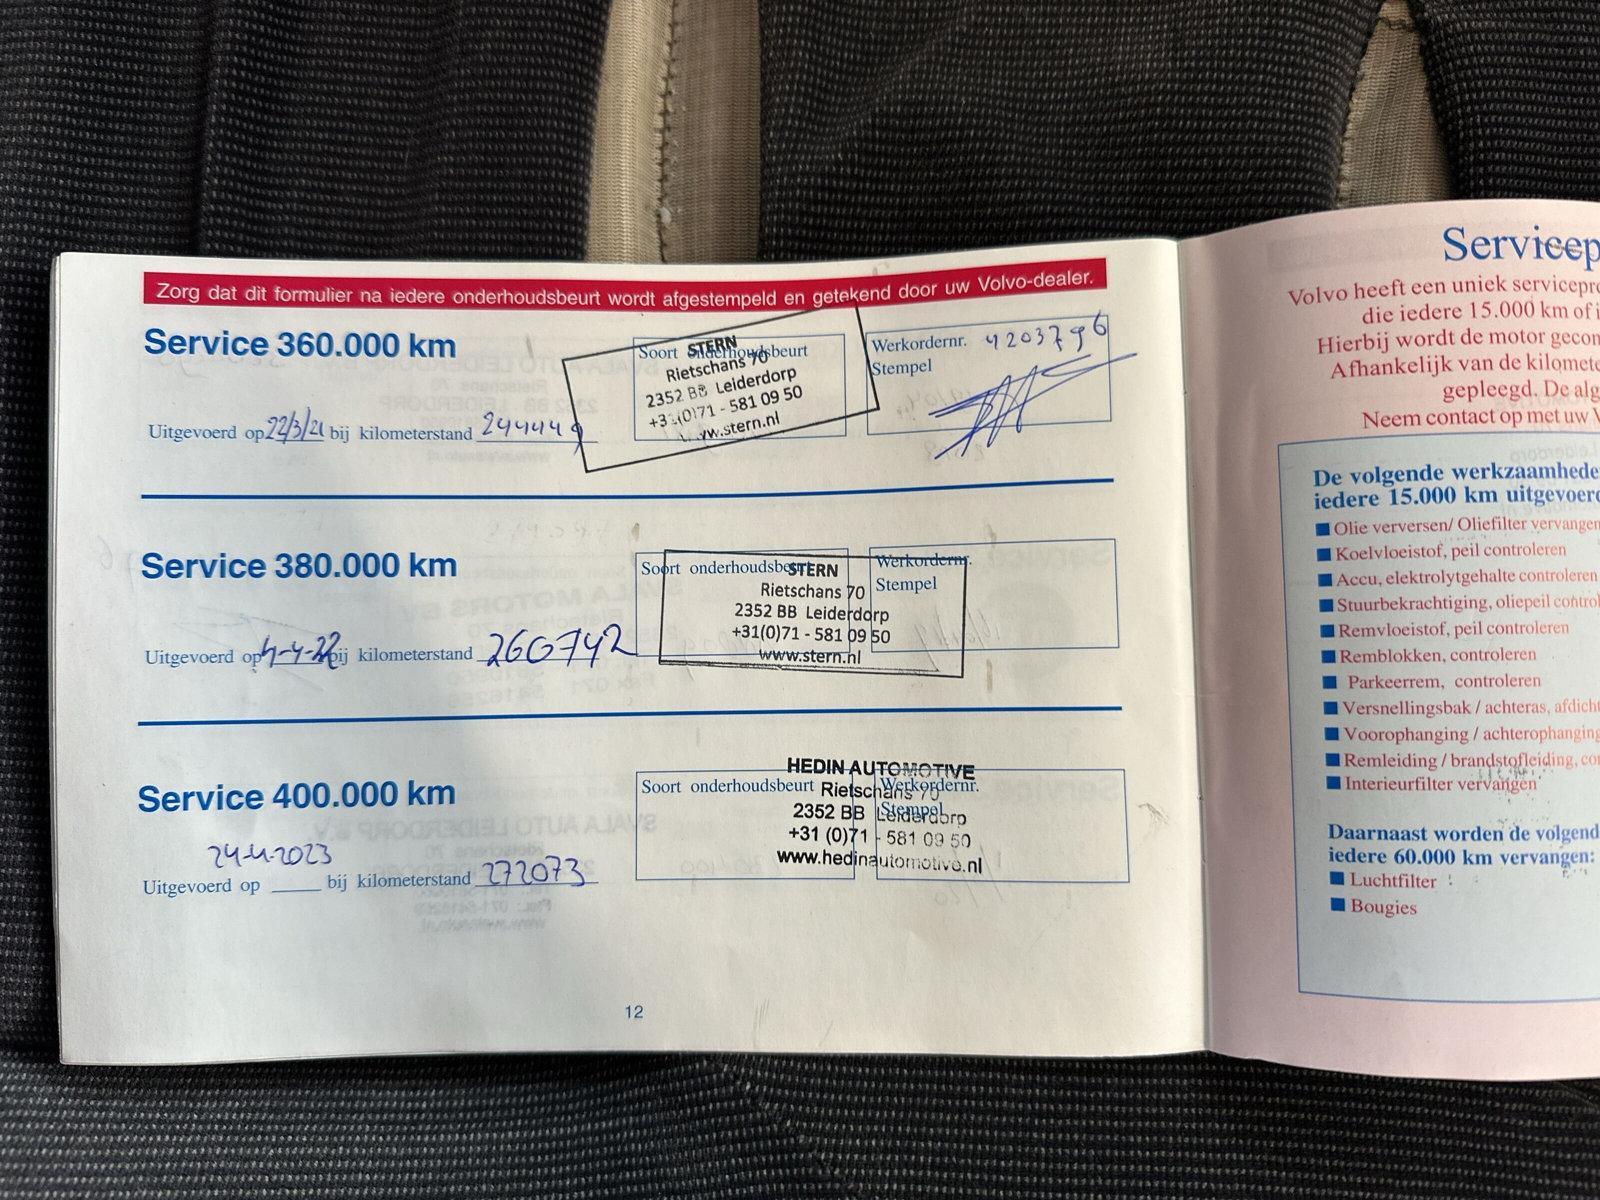 Zorg dat dit formulier na iedere onderhoudsbeurt wordt afgestempeld en getekend door uw Volvo-dealer.
Service 360.000 km
Uitgevoerd op 22/3/21 bij kilometerstand 244449
Soort onderhoudsbeurt
STERN
Rietschans 70
2352 BB Leiderdorp
+31(0)71 - 581 09 50
www.stern.nl
Werkordernr. 4203796
Stempel
Service 380.000 km
Uitgevoerd op 4-4-22 bij kilometerstand 260742
Soort onderhoudsbeurt
STERN
Rietschans 70
2352 BB Leiderdorp
+31(0)71 - 581 09 50
www.stern.nl
Werkordernr.
Stempel
Service 400.000 km
24-4-2023
Uitgevoerd op bij kilometerstand 272073
Soort onderhoudsbeurt
HEDIN AUTOMOTIVE
Rietschans 70
2352 BB Leiderdorp
+31 (0)71 - 581 09 50
www.hedinautomotive.nl
Werkordernr.
Stempel
12
Servicep
Volvo heeft een uniek servicepro
die iedere 15.000 km of i
Hierbij wordt de motor gecon
Afhankelijk van de kilomete
gepleegd. De alg
Neem contact op met uw V
De volgende werkzaamhede
iedere 15.000 km uitgevoerd
Olie verversen/ Oliefilter vervangen
Koelvloeistof, peil controleren
Accu, elektrolytgehalte controleren
Stuurbekrachtiging, oliepeil control
Remvloeistof, peil controleren
Remblokken, controleren
Parkeerrem, controleren
Versnellingsbak / achteras, afdicht
Voorophanging / achterophanging
Remleiding / brandstofleiding, con
Interieurfilter vervangen
Daarnaast worden de volgend
iedere 60.000 km vervangen:
Luchtfilter
Bougies